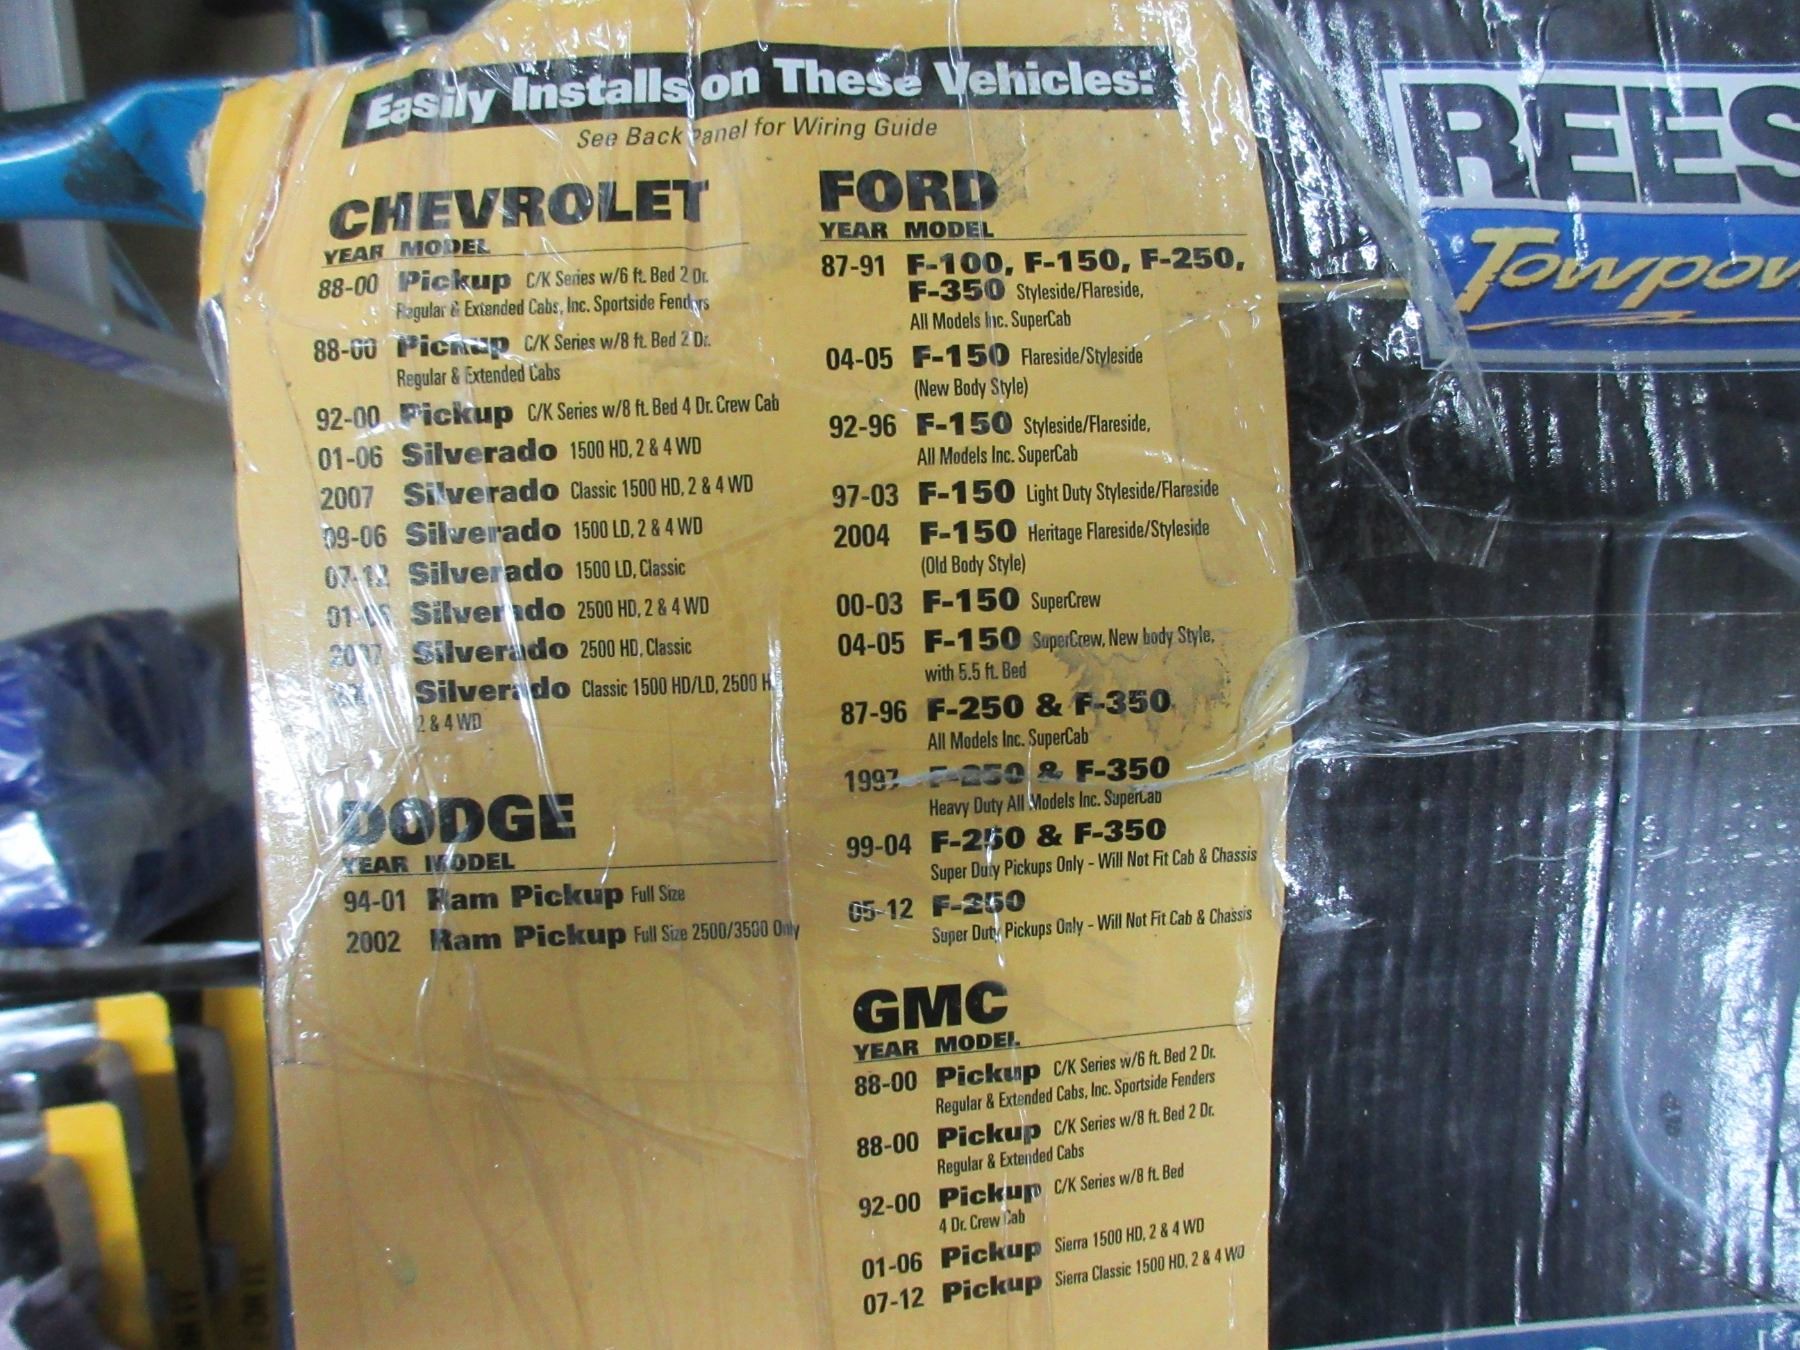 Easily Installs on These Vehicles:
See Back Panel for Wiring Guide
CHEVROLET
YEAR MODEL
88-00 Pickup C/K Series w/6 ft. Bed 2 Dr.
Regular & Extended Cabs, Inc. Sportside Fenders
88-00 Pickup C/K Series w/8 ft. Bed 2 Dr.
Regular & Extended Cabs
92-00 Pickup C/K Series w/8 ft. Bed 4 Dr. Crew Cab
01-06 Silverado 1500 HD, 2 & 4 WD
2007 Silverado Classic 1500 HD, 2 & 4 WD
99-06 Silverado 1500 LD, 2 & 4 WD
07-12 Silverado 1500 LD, Classic
01-06 Silverado 2500 HD, 2 & 4 WD
2007 Silverado 2500 HD, Classic
Silverado Classic 1500 HD/LD, 2500
2 & 4 WD
DODGE
YEAR MODEL
94-01 Ram Pickup Full Size
2002 Ram Pickup Full Size 2500/3500 Only
FORD
YEAR MODEL
87-91 F-100, F-150, F-250,
F-350 Styleside/Flareside,
All Models Inc. SuperCab
04-05 F-150 Flareside/Styleside
(New Body Style)
92-96 F-150 Styleside/Flareside,
All Models Inc. SuperCab
97-03 F-150 Light Duty Styleside/Flareside
2004 F-150 Heritage Flareside/Styleside
(Old Body Style)
00-03 F-150 SuperCrew
04-05 F-150 SuperCrew, New body Style,
with 5.5 ft. Bed
87-96 F-250 & F-350
All Models Inc. SuperCab
1997 F-250 & F-350
Heavy Duty All Models Inc. SuperCab
99-04 F-250 & F-350
Super Duty Pickups Only - Will Not Fit Cab & Chassis
05-12 F-250
Super Duty Pickups Only - Will Not Fit Cab & Chassis
GMC
YEAR MODEL
88-00 Pickup C/K Series w/6 ft. Bed 2 Dr.
Regular & Extended Cabs, Inc. Sportside Fenders
88-00 Pickup C/K Series w/8 ft. Bed 2 Dr.
Regular & Extended Cabs
92-00 Pickup C/K Series w/8 ft. Bed
4 Dr. Crew Cab
01-06 Pickup Sierra 1500 HD, 2 & 4 WD
07-12 Pickup Sierra Classic 1500 HD, 2 & 4 WD
REES
Towpow